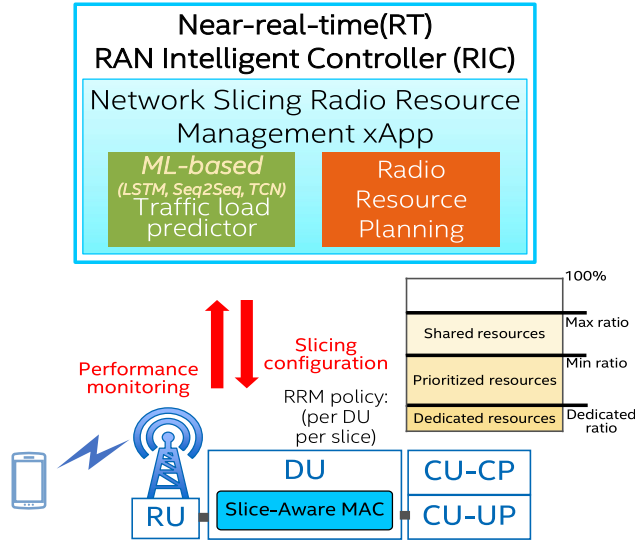 Near-real-time(RT)
RAN Intelligent Controller (RIC)
Network Slicing Radio Resource
Management xApp
ML-based
(LSTM, Seq2Seq, TCN)
Traffic load
predictor
Radio
Resource
Planning
100%
Max ratio
Shared resources
Min ratio
Prioritized resources
Dedicated resources
Dedicated
ratio
Performance
monitoring
Slicing
configuration
RRM policy:
(per DU
per slice)
RU
DU
Slice-Aware MAC
CU-CP
CU-UP